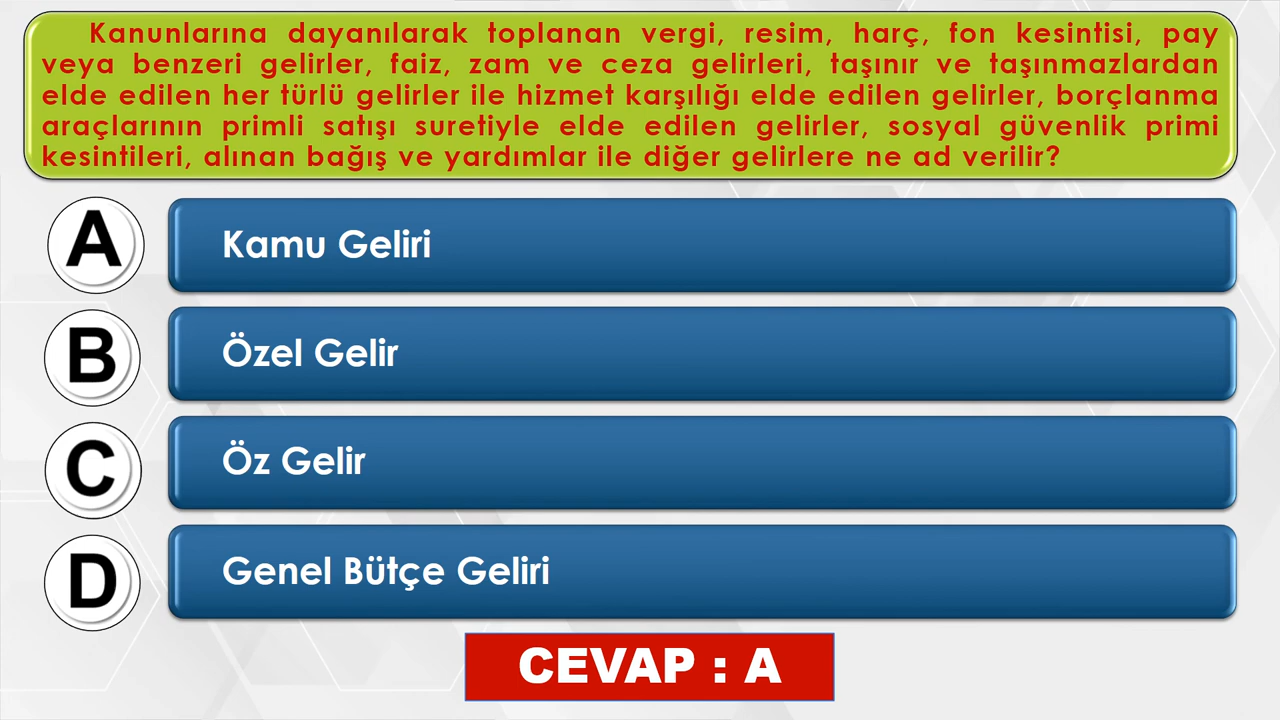 Kanunlarına dayanılarak toplanan vergi, resim, harç, fon kesintisi, pay
veya benzeri gelirler, faiz, zam ve ceza gelirleri, taşınır ve taşınmazlardan
elde edilen her türlü gelirler ile hizmet karşılığı elde edilen gelirler, borçlanma
araçlarının primli satışı suretiyle elde edilen gelirler, sosyal güvenlik primi
kesintileri, alınan bağış ve yardımlar ile diğer gelirlere ne ad verilir?
A Kamu Geliri
B Özel Gelir
C Öz Gelir
D Genel Bütçe Geliri
CEVAP : A